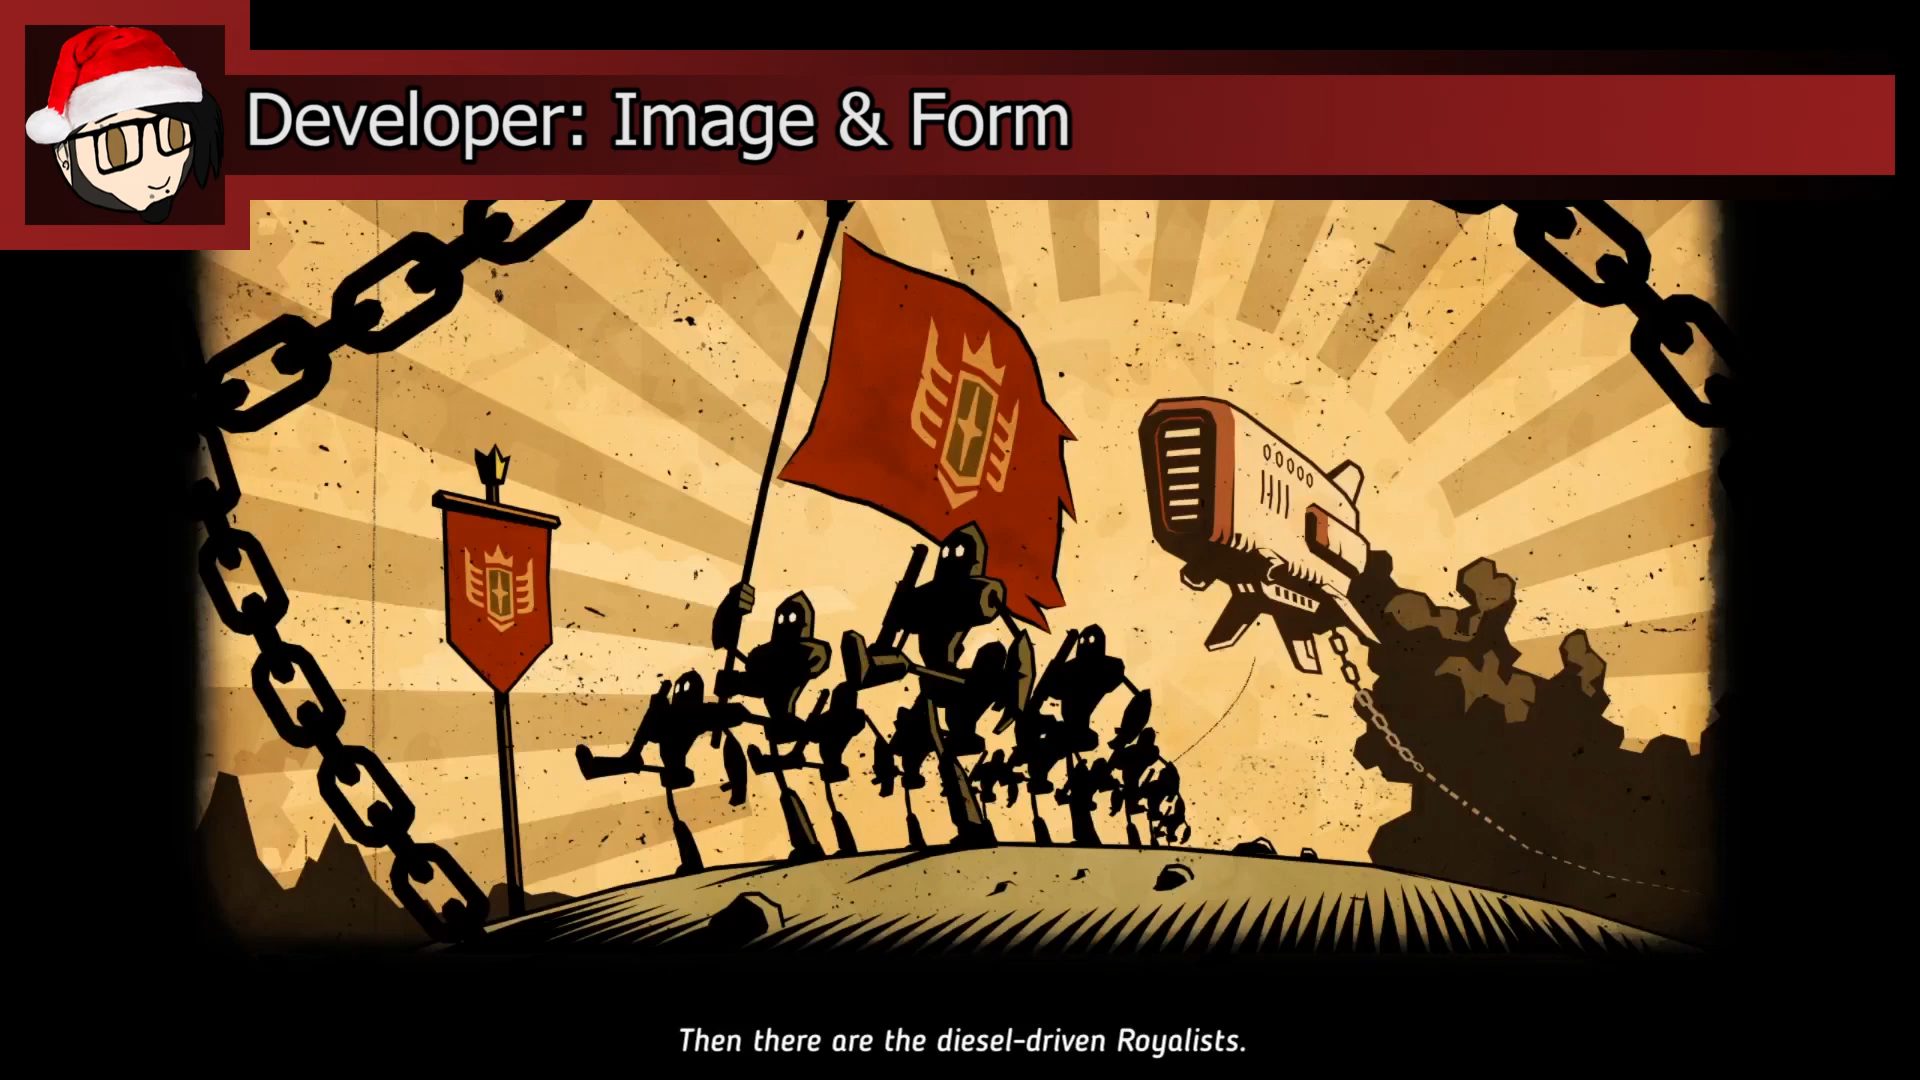 Developer: Image & Form
Then there are the diesel-driven Royalists.